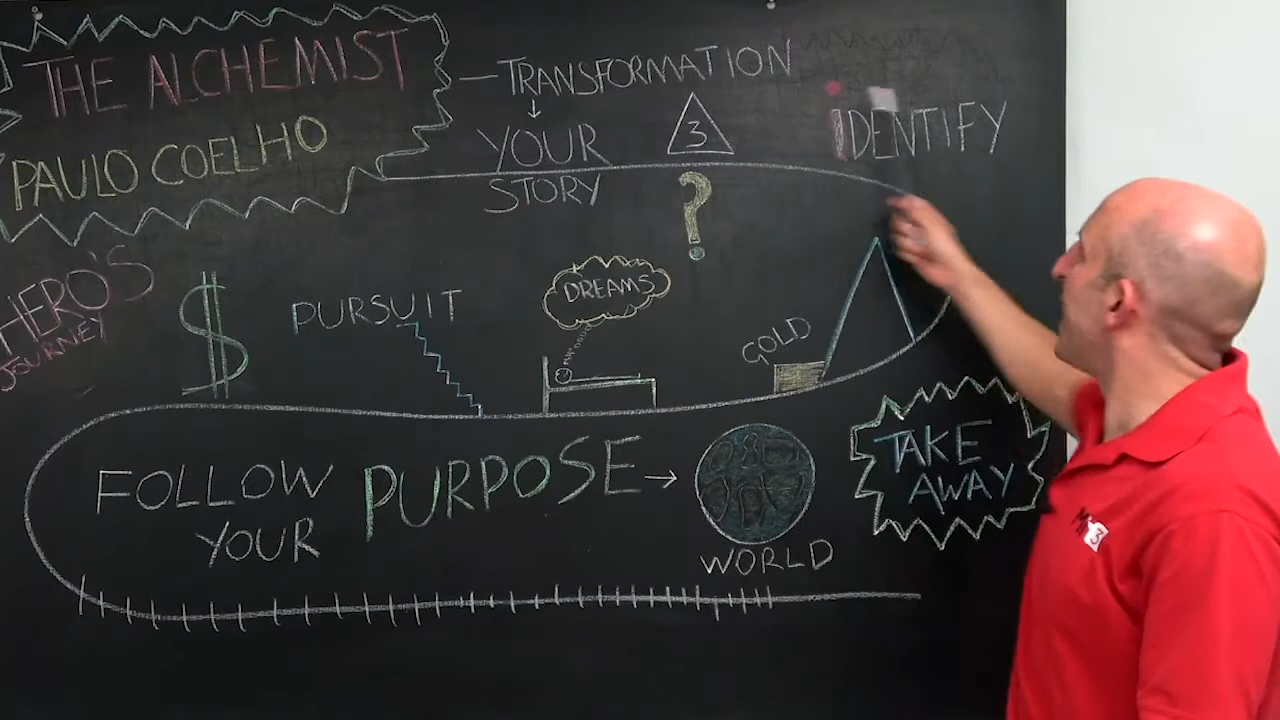 THE ALCHEMIST
PAULO COELHO
— TRANSFORMATION
↓
YOUR
STORY
3
?
IDENTIFY
HERO'S
JOURNEY
$
PURSUIT
DREAMS
GOLD
FOLLOW
YOUR
PURPOSE →
WORLD
TAKE
AWAY
3